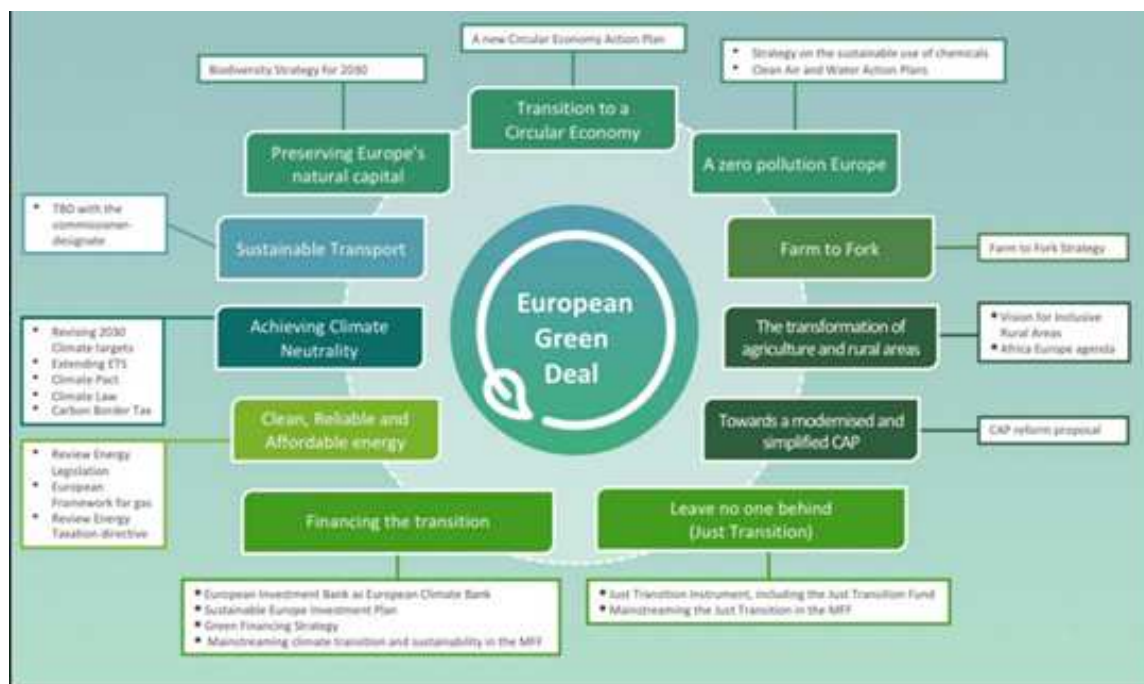 A new Circular Economy Action Plan
Biodiversity Strategy for 2030
• Strategy on the sustainable use of chemicals
• Clean Air and Water Action Plans
Transition to a
Circular Economy
Preserving Europe's
natural capital
A zero pollution Europe
• TBD with the
commissioner-
designate
Sustainable Transport
Farm to Fork
Farm to Fork Strategy
European
Green
Deal
• Revising 2030
Climate targets
• Extending ETS
• Climate Pact
• Climate Law
• Carbon Border Tax
Achieving Climate
Neutrality
The transformation of
agriculture and rural areas
• Vision for Inclusive
Rural Areas
• Africa Europe agenda
Clean, Reliable and
Affordable energy
Towards a modernised and
simplified CAP
CAP reform proposal
• Review Energy
Legislation
• European
Framework for gas
• Review Energy
Taxation directive
Financing the transition
Leave no one behind
(Just Transition)
• European Investment Bank as European Climate Bank
• Sustainable Europe Investment Plan
• Green Financing Strategy
• Mainstreaming climate transition and sustainability in the MFF
• Just Transition Instrument, including the Just Transition Fund
• Mainstreaming the Just Transition in the MFF